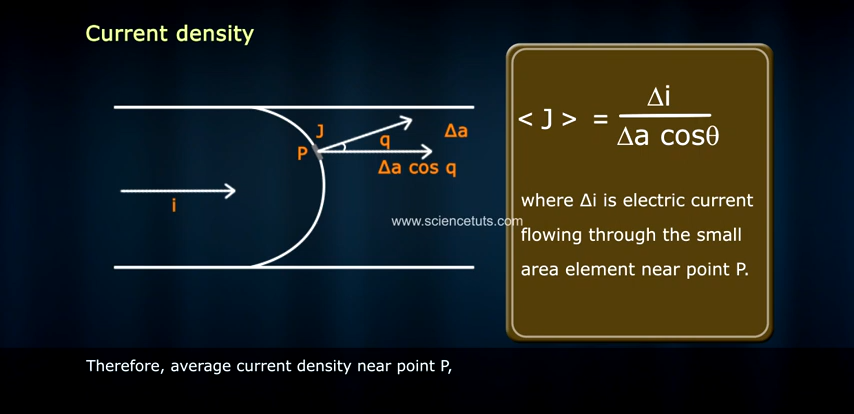 Current density
J
P
q
Δa
Δa cos q
i
www.sciencetuts.com
< J > = Δi
Δa cosθ
where Δi is electric current
flowing through the small
area element near point P.
Therefore, average current density near point P,